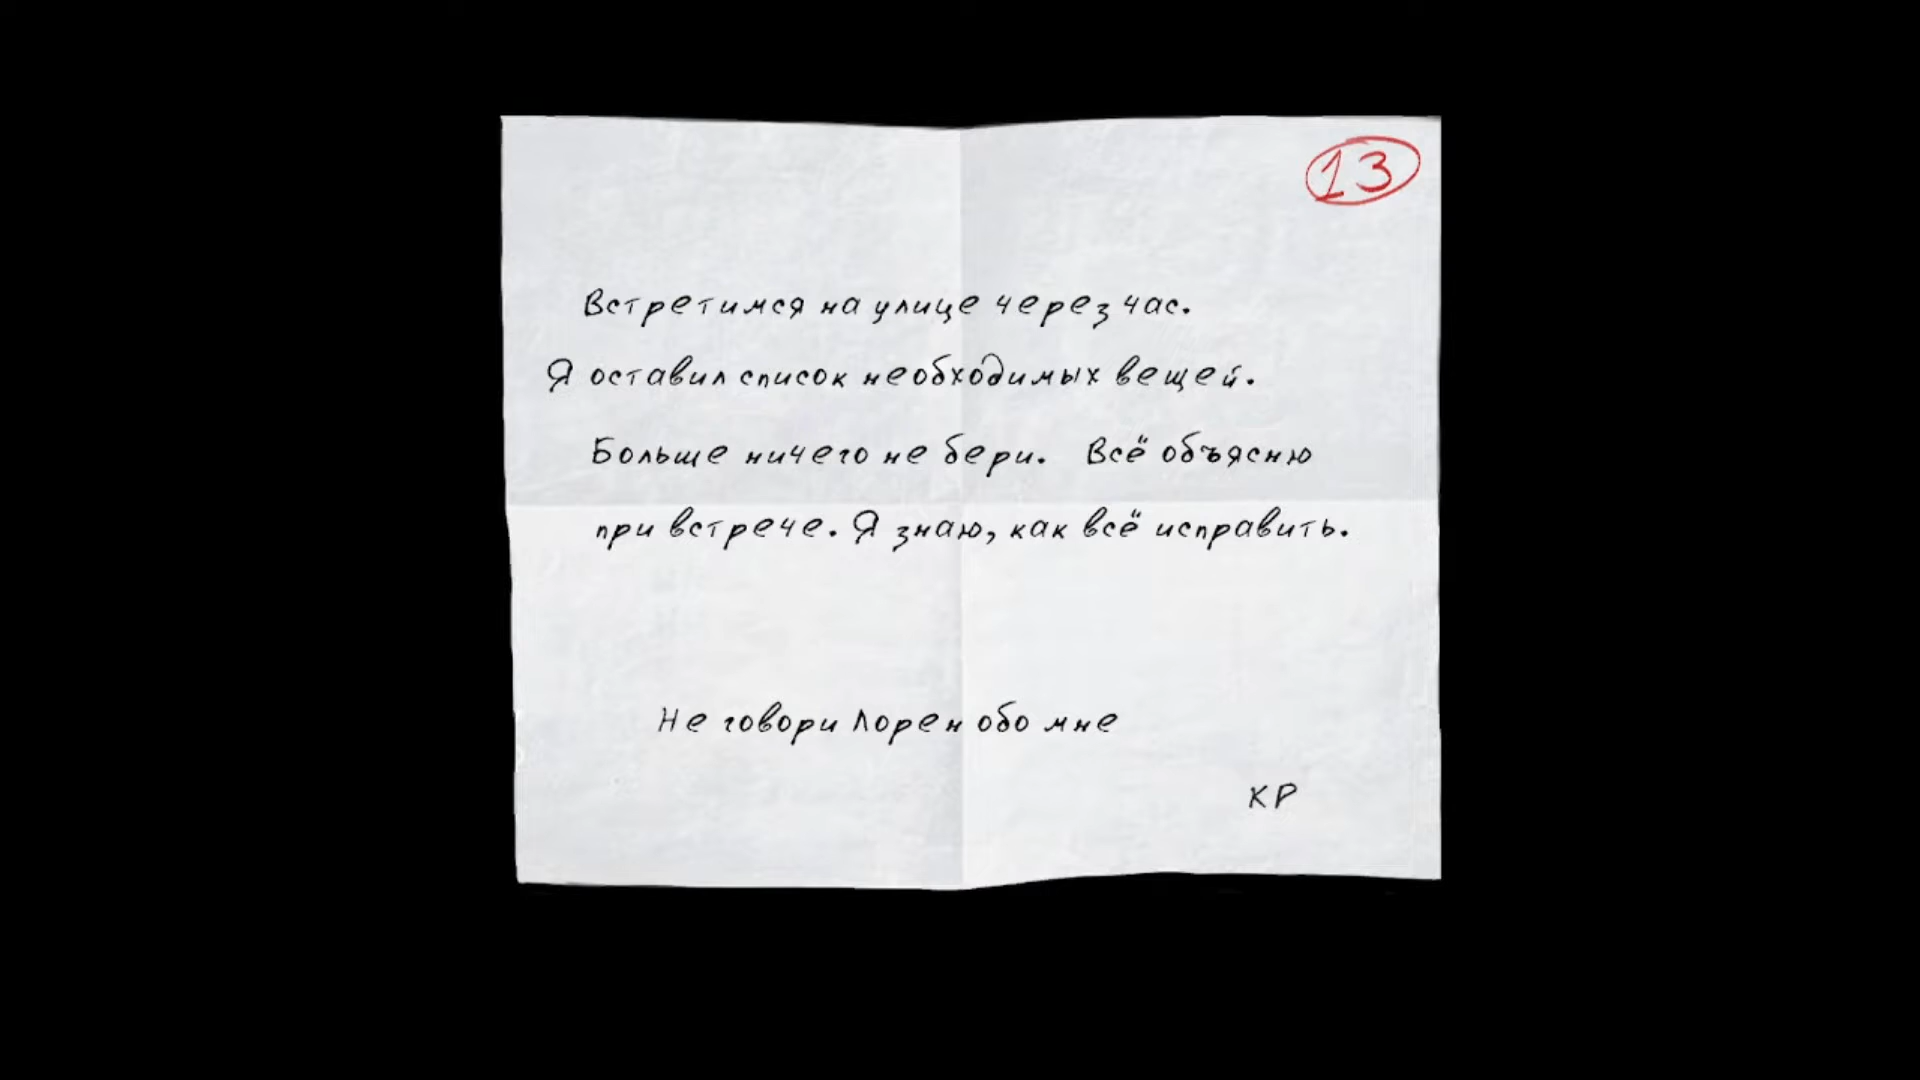 13
Встретимся на улице через час.
Я оставил список необходимых вещей.
Больше ничего не бери. Всё объясню
при встрече. Я знаю, как всё исправить.
Не говори Лорен обо мне
КР